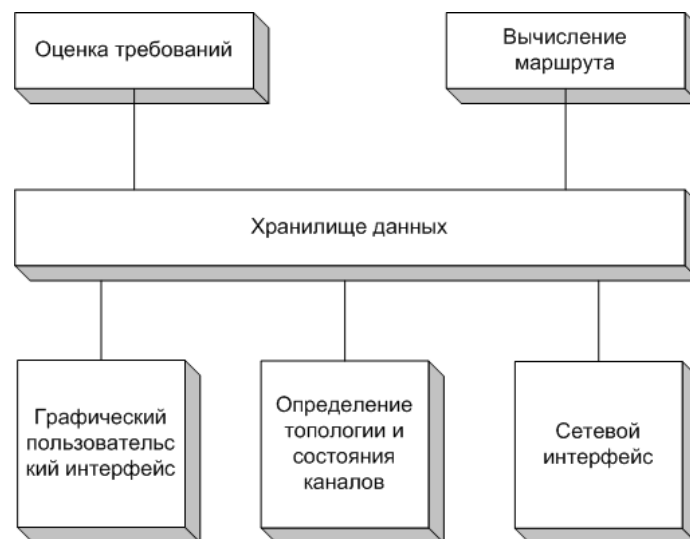 Оценка требований
Вычисление
маршрута
Хранилище данных
Графический
пользовательс
кий интерфейс
Определение
топологии и
состояния
каналов
Сетевой
интерфейс